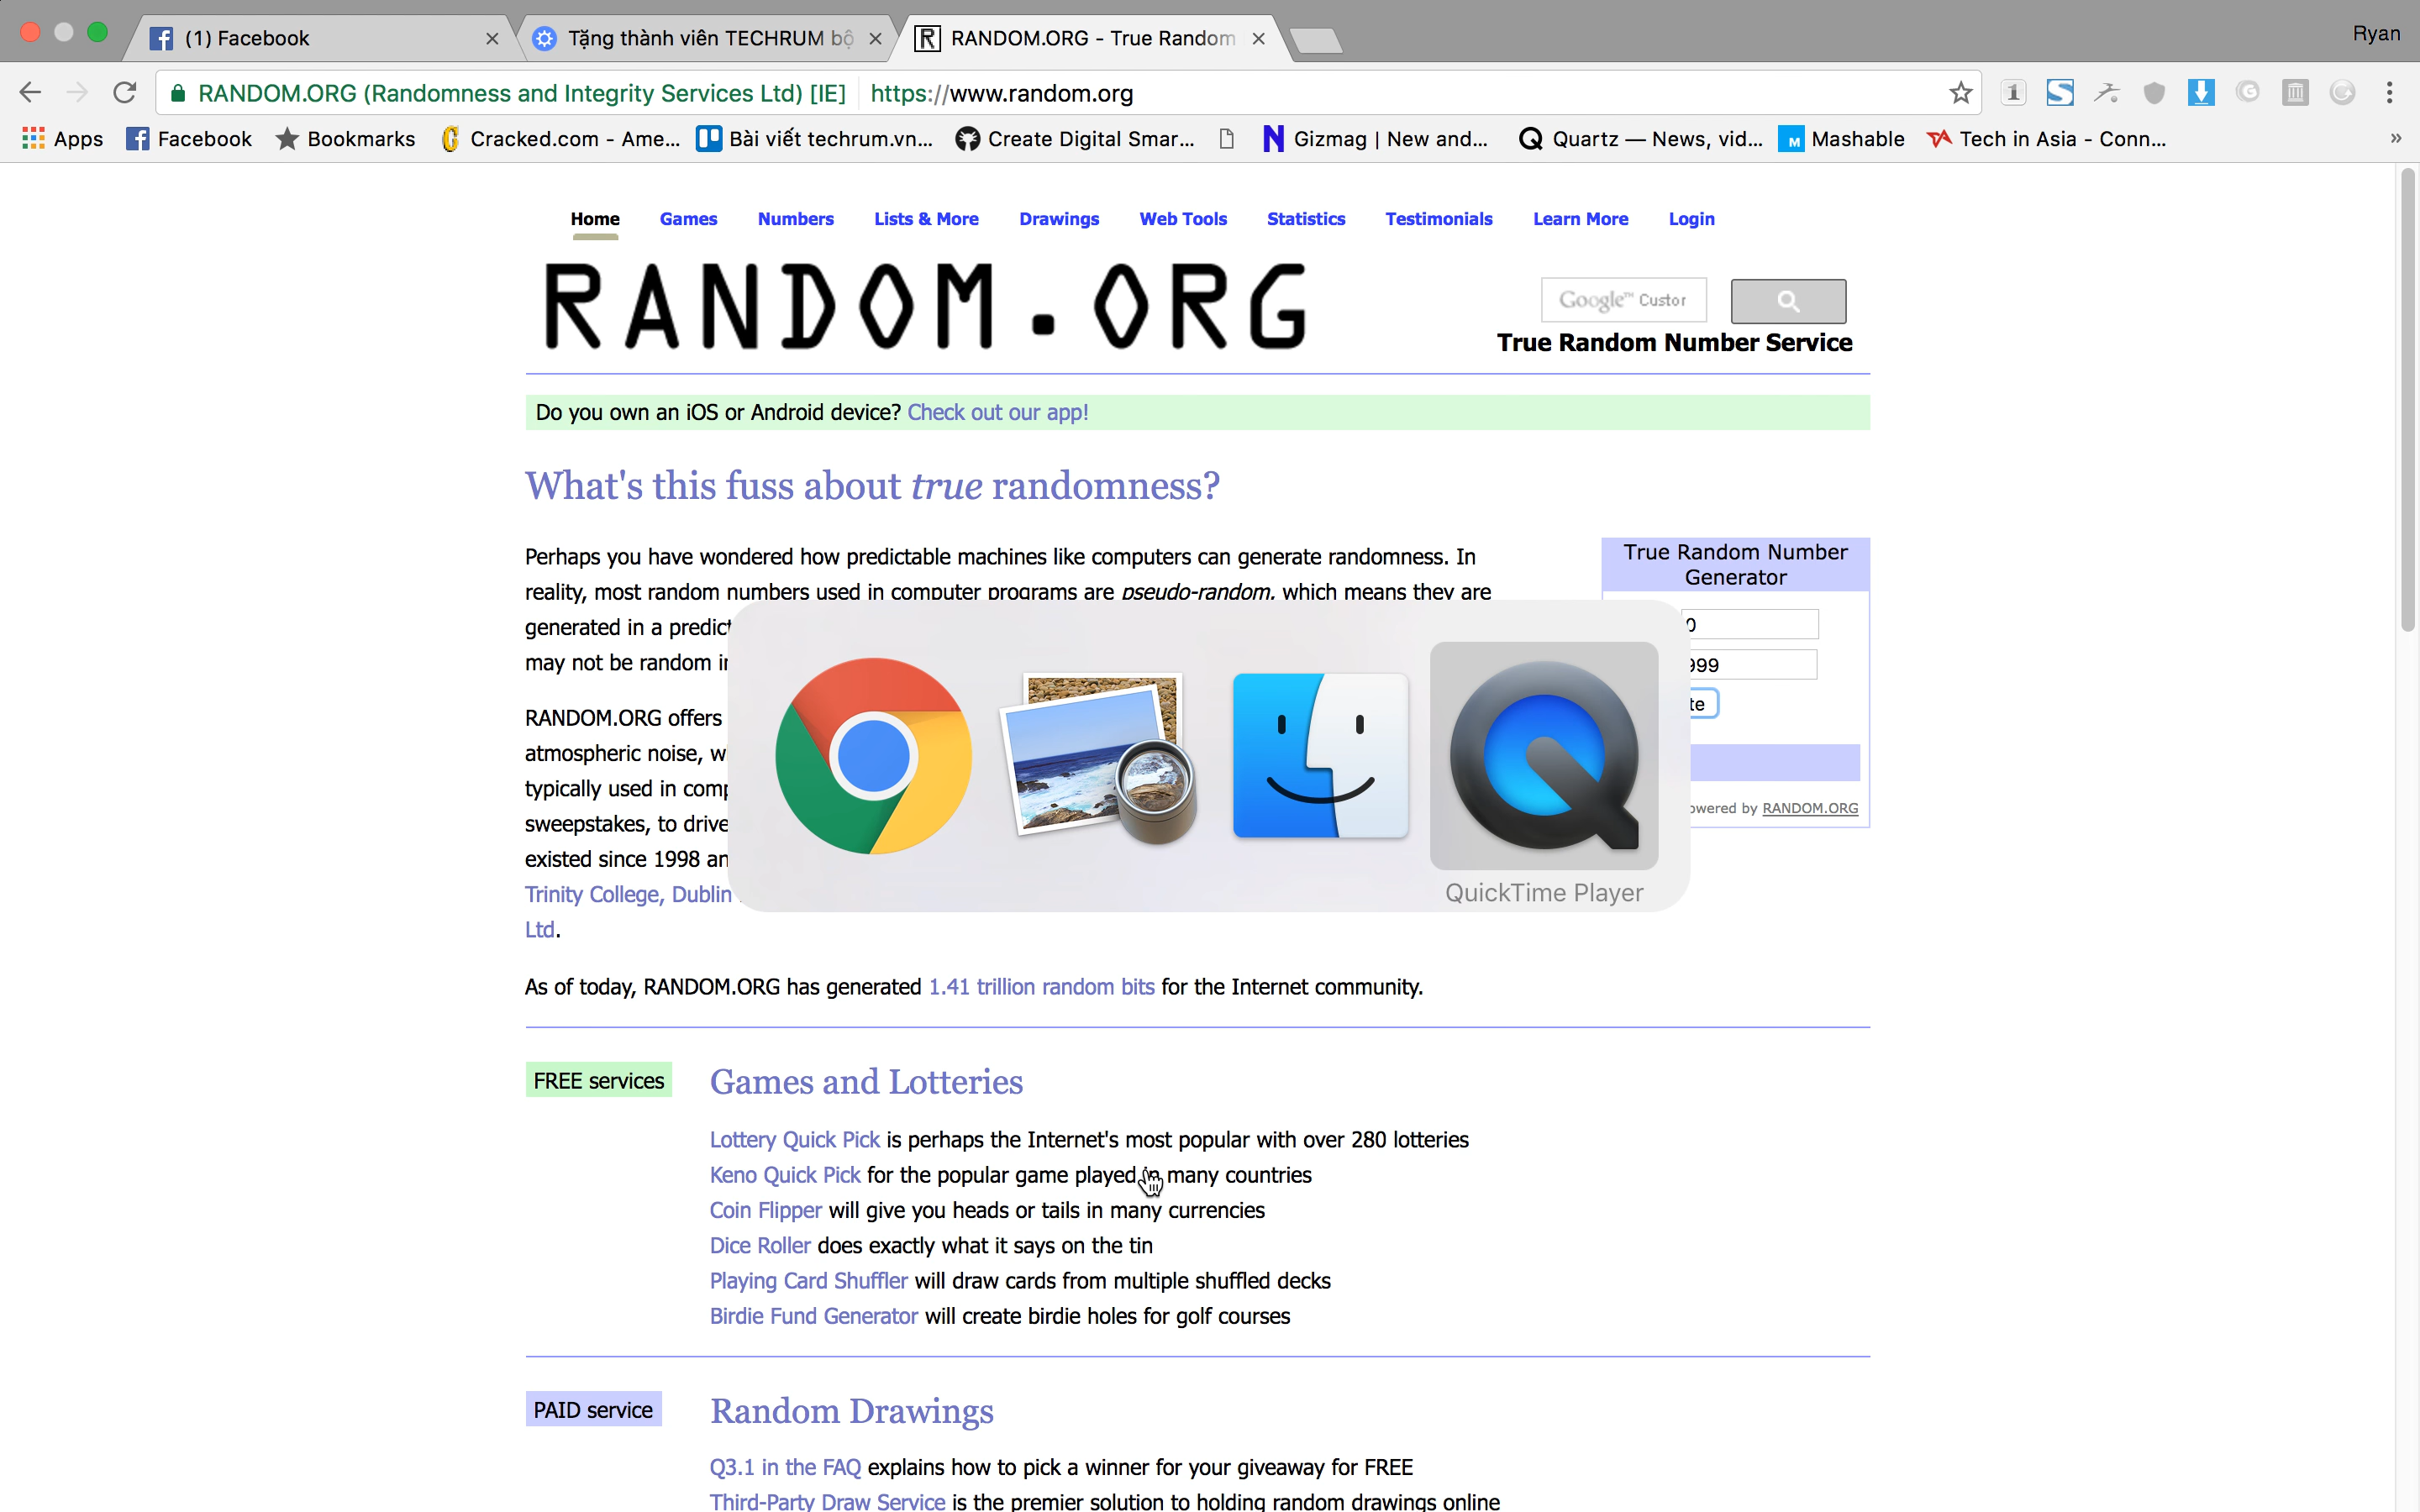 (1) Facebook
Tặng thành viên TECHRUM bộ
RANDOM.ORG - True Random
Ryan
RANDOM.ORG (Randomness and Integrity Services Ltd) [IE] https://www.random.org
Apps Facebook Bookmarks Cracked.com - Ame... Bài viết techrum.vn... Create Digital Smar... Gizmag | New and... Quartz — News, vid... Mashable Tech in Asia - Conn... »
Home Games Numbers Lists & More Drawings Web Tools Statistics Testimonials Learn More Login
RANDOM.ORG
Google™ Custor
True Random Number Service
Do you own an iOS or Android device? Check out our app!
What's this fuss about true randomness?
Perhaps you have wondered how predictable machines like computers can generate randomness. In
reality, most random numbers used in computer programs are pseudo-random, which means they are
generated in a predict
may not be random in
RANDOM.ORG offers
atmospheric noise, w
typically used in comp
sweepstakes, to drive
existed since 1998 an
Trinity College, Dublin
Ltd.
True Random Number
Generator
0
999
te
owered by RANDOM.ORG
QuickTime Player
As of today, RANDOM.ORG has generated 1.41 trillion random bits for the Internet community.
FREE services
Games and Lotteries
Lottery Quick Pick is perhaps the Internet's most popular with over 280 lotteries
Keno Quick Pick for the popular game played in many countries
Coin Flipper will give you heads or tails in many currencies
Dice Roller does exactly what it says on the tin
Playing Card Shuffler will draw cards from multiple shuffled decks
Birdie Fund Generator will create birdie holes for golf courses
PAID service
Random Drawings
Q3.1 in the FAQ explains how to pick a winner for your giveaway for FREE
Third-Party Draw Service is the premier solution to holding random drawings online